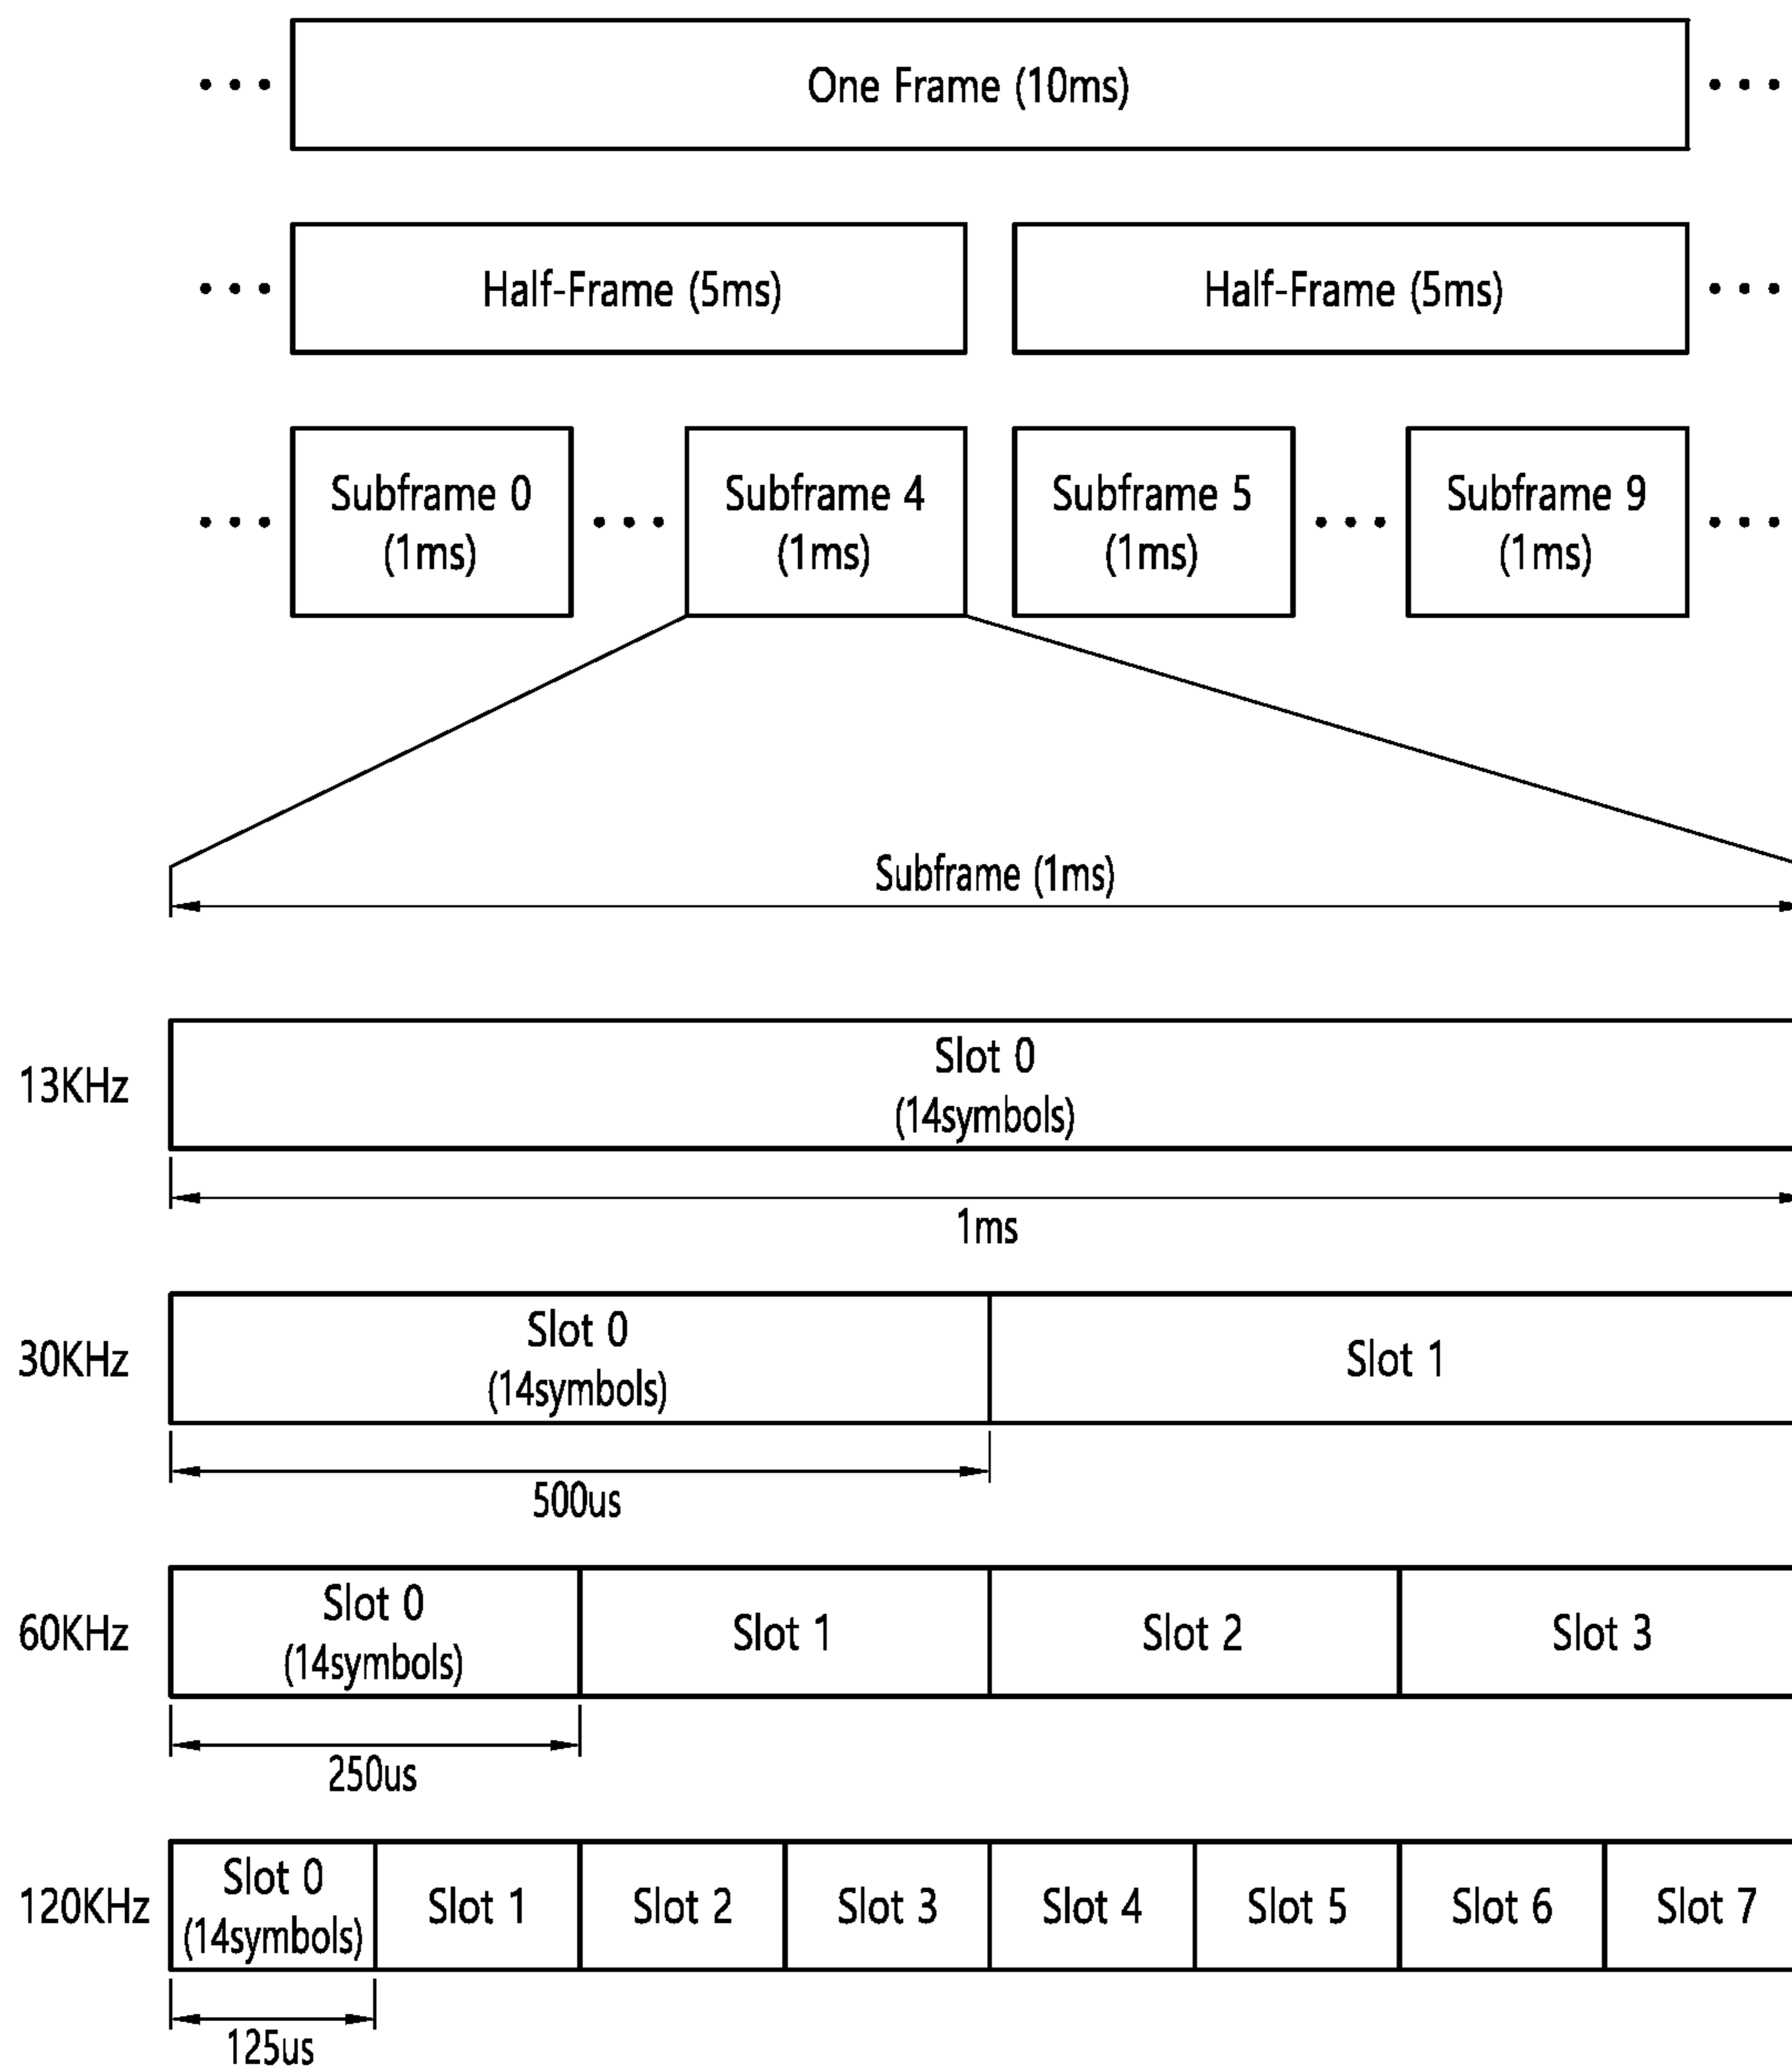 One Frame (10ms)
Half-Frame (5ms) Half-Frame (5ms)
Subframe 0 Subframe 4 Subframe 5 Subframe 9
(1ms) (1ms) (1ms) (1ms)
Subframe (1ms)
13KHz
Slot 0
(14symbols)
1ms
30KHz
Slot 0
(14symbols)
Slot 1
500us
60KHz
Slot 0
(14symbols)
Slot 1
Slot 2
Slot 3
250us
120KHz
Slot 0
(14symbols)
Slot 1
Slot 2
Slot 3
Slot 4
Slot 5
Slot 6
Slot 7
125us